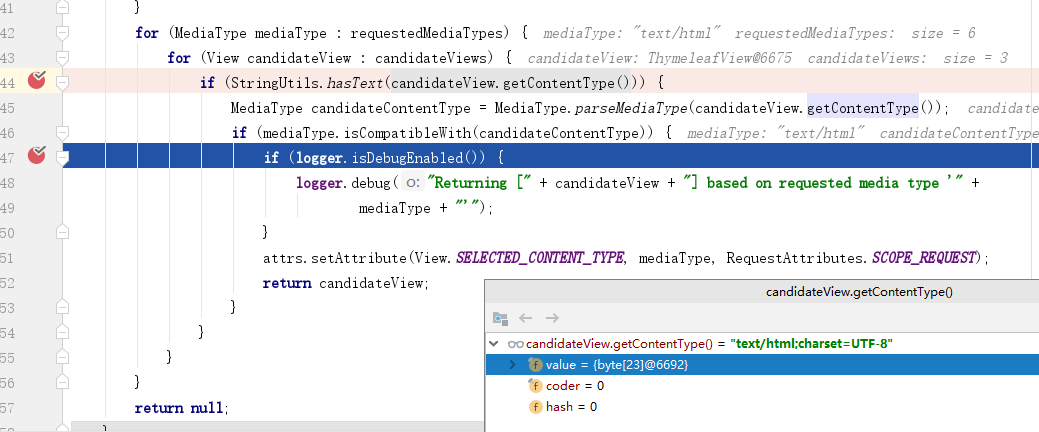 41 }
42 for (MediaType mediaType : requestedMediaTypes) { mediaType: "text/html" requestedMediaTypes: size = 6
43 for (View candidateView : candidateViews) { candidateView: ThymeleafView@6675 candidateViews: size = 3
44 if (StringUtils.hasText(candidateView.getContentType())) {
45 MediaType candidateContentType = MediaType.parseMediaType(candidateView.getContentType()); candidate
46 if (mediaType.isCompatibleWith(candidateContentType)) { mediaType: "text/html" candidateContentType
47 if (logger.isDebugEnabled()) {
48 logger.debug( o: "Returning [" + candidateView + "] based on requested media type '" +
49 mediaType + "'");
50 }
51 attrs.setAttribute(View.SELECTED_CONTENT_TYPE, mediaType, RequestAttributes.SCOPE_REQUEST);
52 return candidateView;
53 }
54 }
55 }
56 }
57 return null;
candidateView.getContentType()
candidateView.getContentType() = "text/html;charset=UTF-8"
f value = {byte[23]@6692}
f coder = 0
f hash = 0